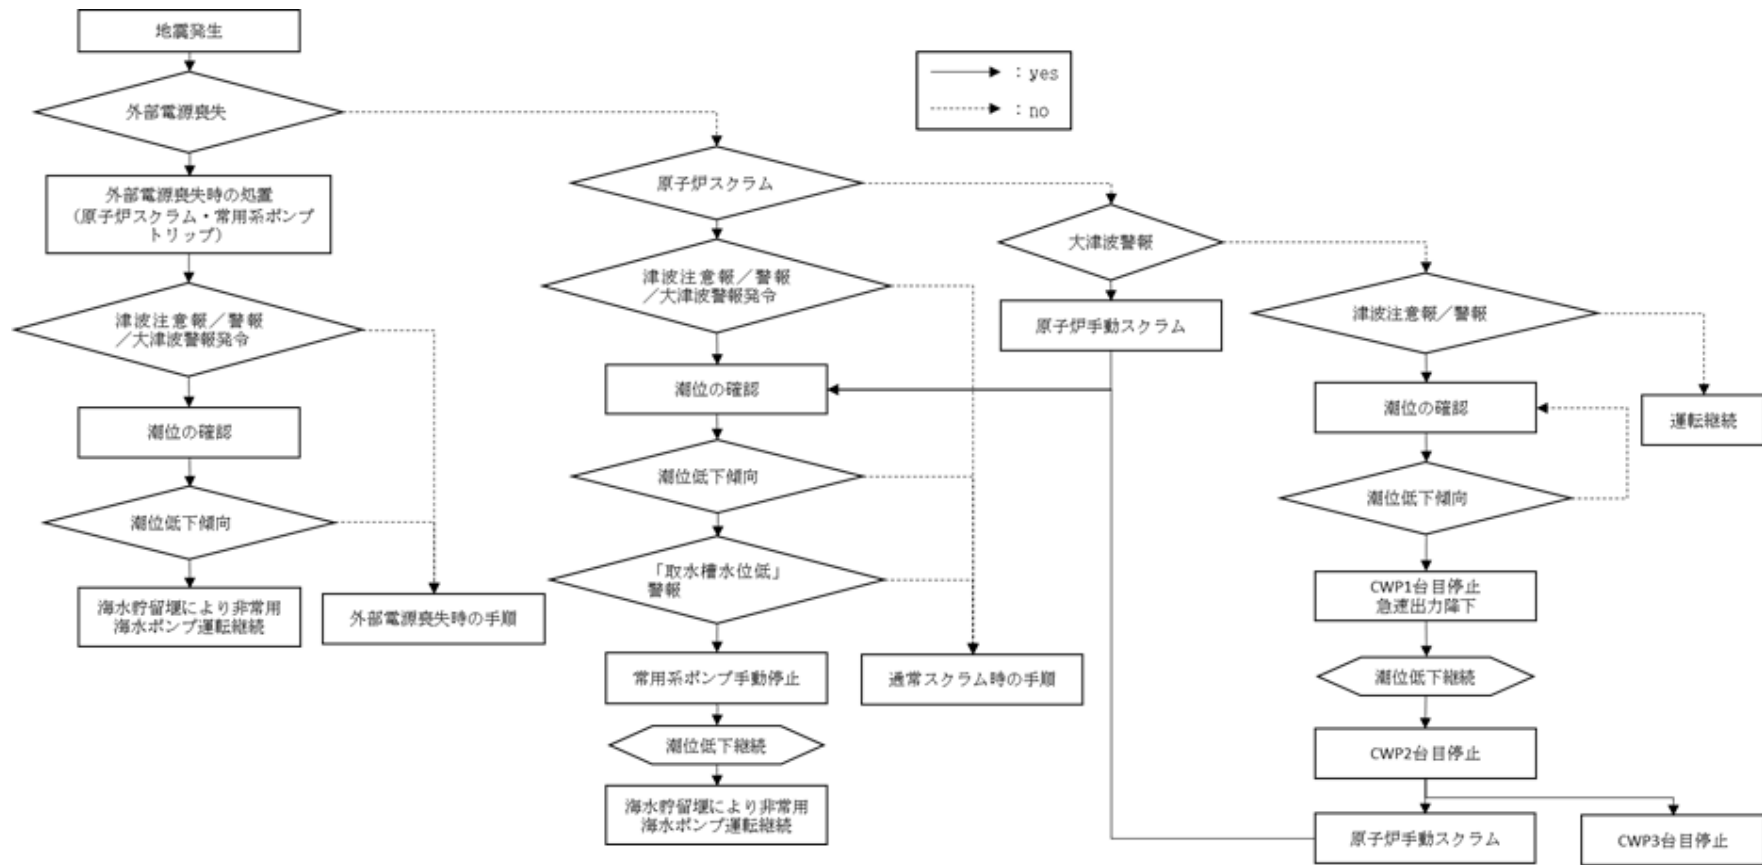 地震発生
外部電源喪失
外部電源喪失時の処置
(原子炉スクラム・常用系ポンプ
トリップ)
津波注意報/警報
/大津波警報発令
潮位の確認
潮位低下傾向
海水貯留堰により非常用
海水ポンプ運転継続
外部電源喪失時の手順
:yes
:no
原子炉スクラム
津波注意報/警報
/大津波警報発令
潮位の確認
潮位低下傾向
「取水槽水位低」
警報
常用系ポンプ手動停止
潮位低下継続
海水貯留堰により非常用
海水ポンプ運転継続
通常スクラム時の手順
大津波警報
原子炉手動スクラム
津波注意報/警報
潮位の確認
運転継続
潮位低下傾向
CWP1台目停止
急速出力降下
潮位低下継続
CWP2台目停止
原子炉手動スクラム
CWP3台目停止